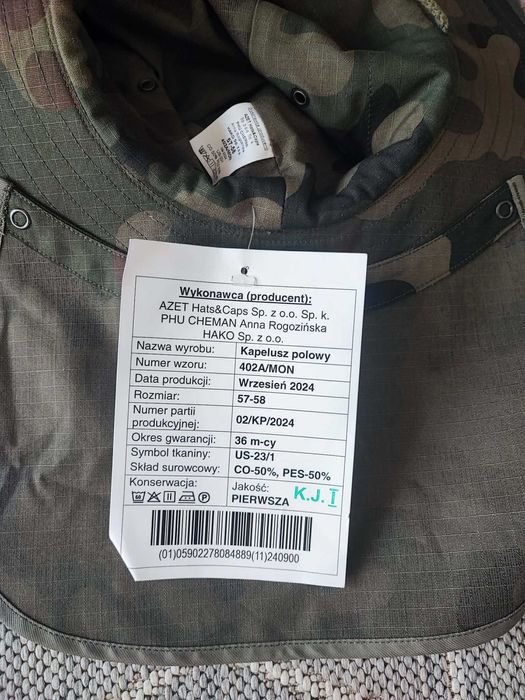 Wykonawca (producent):
AZET Hats&Caps Sp. z o.o. Sp. k.
PHU CHEMAN Anna Rogozińska
HAKO Sp. z o.o.
Nazwa wyrobu: Kapelusz polowy
Numer wzoru: 402A/MON
Data produkcji: Wrzesień 2024
Rozmiar: 57-58
Numer partii
produkcyjnej: 02/KP/2024
Okres gwarancji: 36 m-cy
Symbol tkaniny: US-23/1
Skład surowcowy: CO-50%, PES-50%
Konserwacja: Jakość:
PIERWSZA K.J. I
(01)05902278084889(11)240900